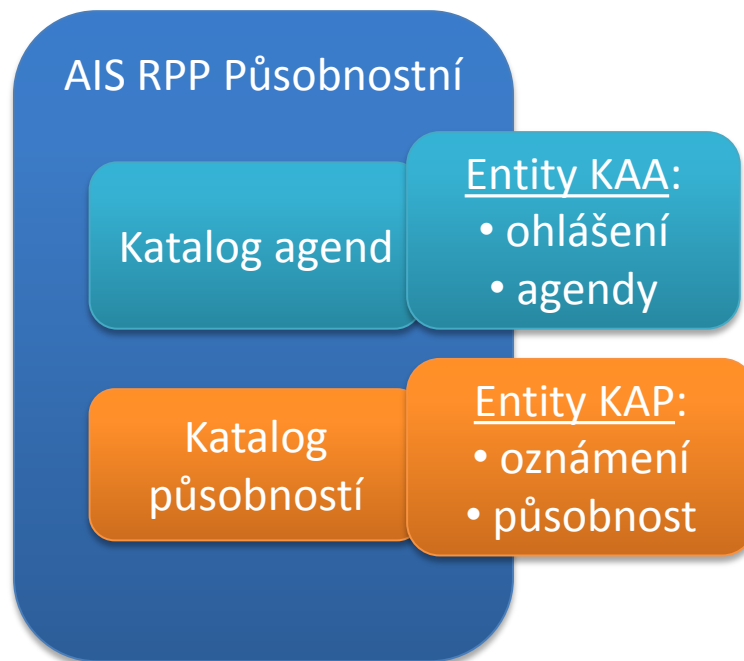 AIS RPP Působnostní
Katalog agend
Entity KAA:
• ohlášení
• agendy
Katalog
působností
Entity KAP:
• oznámení
• působnost